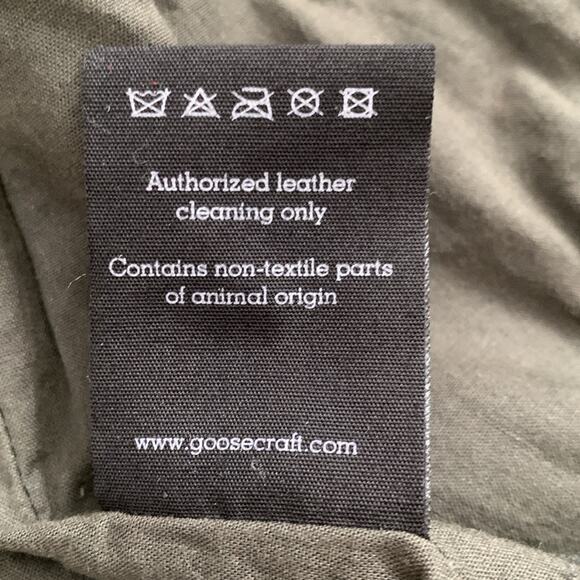 Authorized leather
cleaning only
Contains non-textile parts
of animal origin
www.goosecraft.com